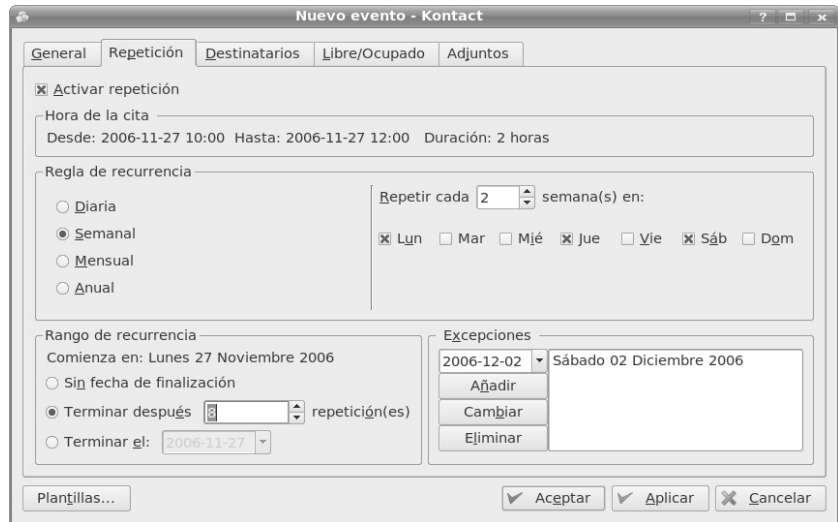 Nuevo evento - Kontact
General Repetición Destinatarios Libre/Ocupado Adjuntos
Activar repetición
Hora de la cita
Desde: 2006-11-27 10:00 Hasta: 2006-11-27 12:00 Duración: 2 horas
Regla de recurrencia
Diaria
Semanal
Mensual
Anual
Repetir cada 2 semana(s) en:
Lun Mar Mié Jue Vie Sáb Dom
Rango de recurrencia
Comienza en: Lunes 27 Noviembre 2006
Sin fecha de finalización
Terminar después 8 repetición(es)
Terminar el: 2006-11-27
Excepciones
2006-12-02 Sábado 02 Diciembre 2006
Añadir
Cambiar
Eliminar
Plantillas... Aceptar Aplicar Cancelar